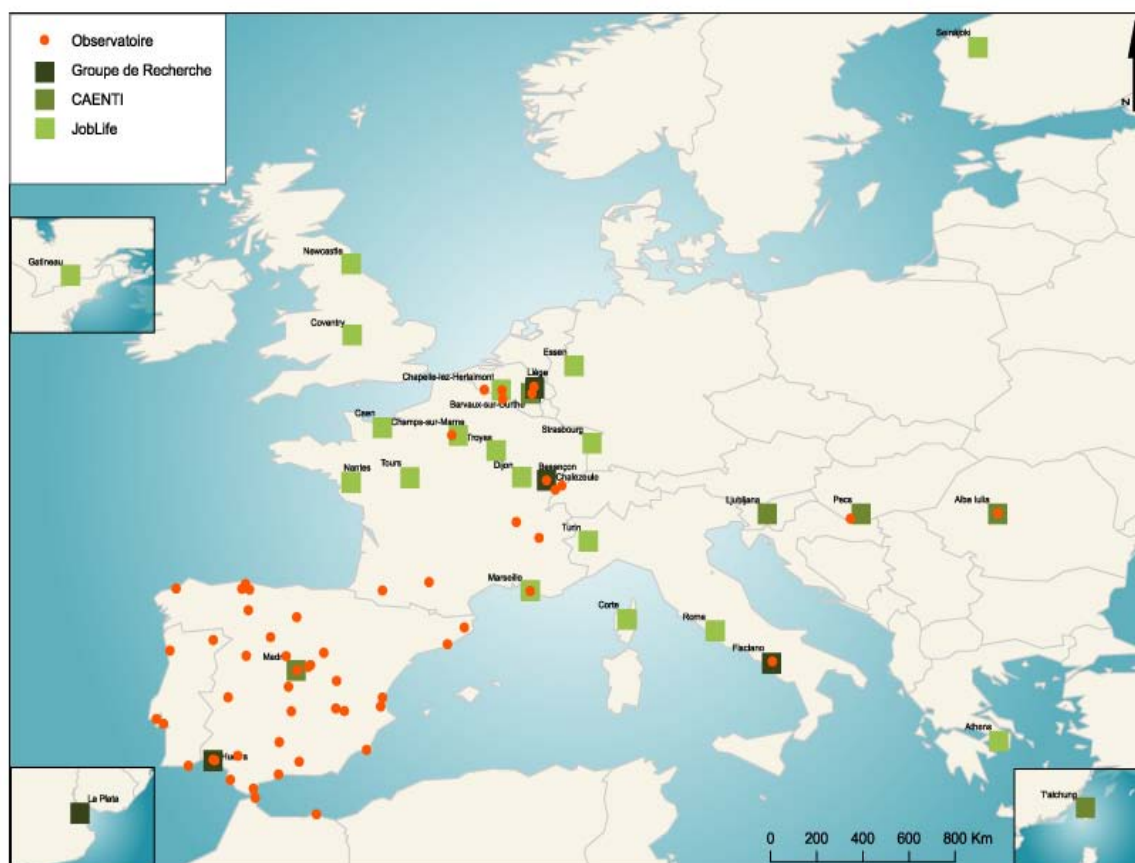 Observatoire
Groupe de Recherche
CAENTI
JobLife
Seinäjoki
N
Gatineau
Newcastle
Coventry
Essen
Liège
Chapelle-lez-Herlaimont
Barvaux-sur-Ourthe
Caen
Champs-sur-Marne
Troyes
Strasbourg
Nantes
Tours
Dijon
Besançon
Chalezeule
Ljubljana
Pecs
Alba Iulia
Turin
Marseille
Corte
Rome
Fisciano
Madr
Athens
Huelva
La Plata
T'aichung
0 200 400 600 800 Km